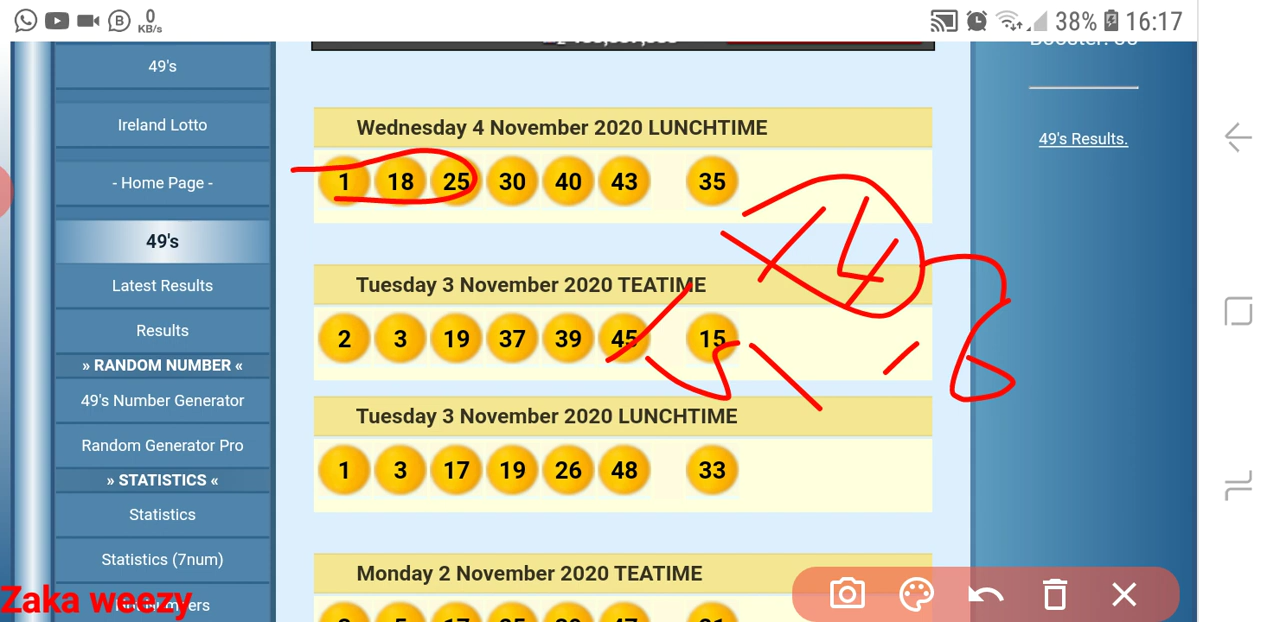 0
KB/s
38%
16:17
49's
Ireland Lotto
- Home Page -
49's
Latest Results
Results
» RANDOM NUMBER «
49's Number Generator
Random Generator Pro
» STATISTICS «
Statistics
Statistics (7num)
Zaka weezy
Wednesday 4 November 2020 LUNCHTIME
1 18 25 30 40 43 35
14
Tuesday 3 November 2020 TEATIME
2 3 19 37 39 45 15
Tuesday 3 November 2020 LUNCHTIME
1 3 17 19 26 48 33
Monday 2 November 2020 TEATIME
49's Results.